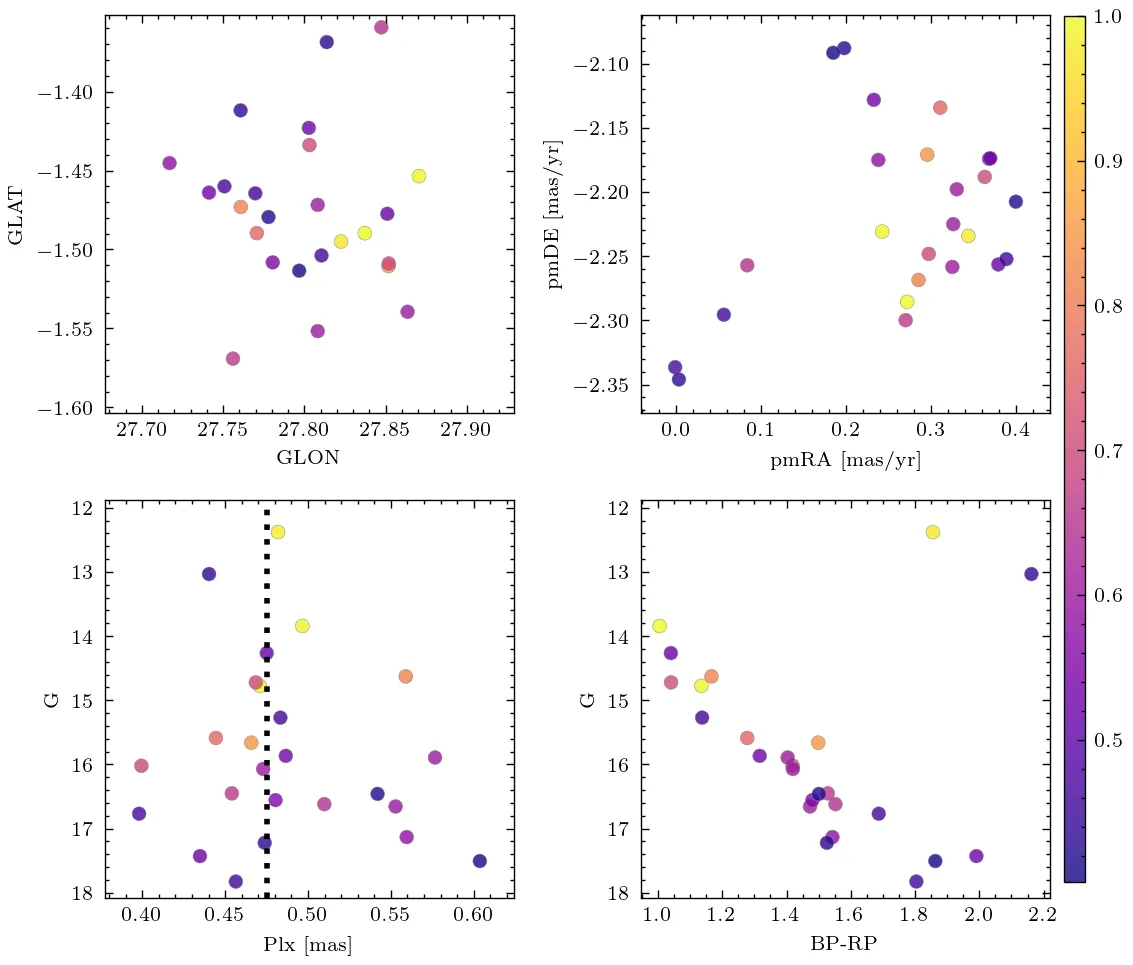 GLAT
−1.40
−1.45
−1.50
−1.55
−1.60
27.70 27.75 27.80 27.85 27.90
GLON
pmDE [mas/yr]
−2.10
−2.15
−2.20
−2.25
−2.30
−2.35
0.0 0.1 0.2 0.3 0.4
pmRA [mas/yr]
1.0
0.9
0.8
0.7
0.6
0.5
G
12
13
14
15
16
17
18
0.40 0.45 0.50 0.55 0.60
Plx [mas]
G
12
13
14
15
16
17
18
1.0 1.2 1.4 1.6 1.8 2.0 2.2
BP-RP